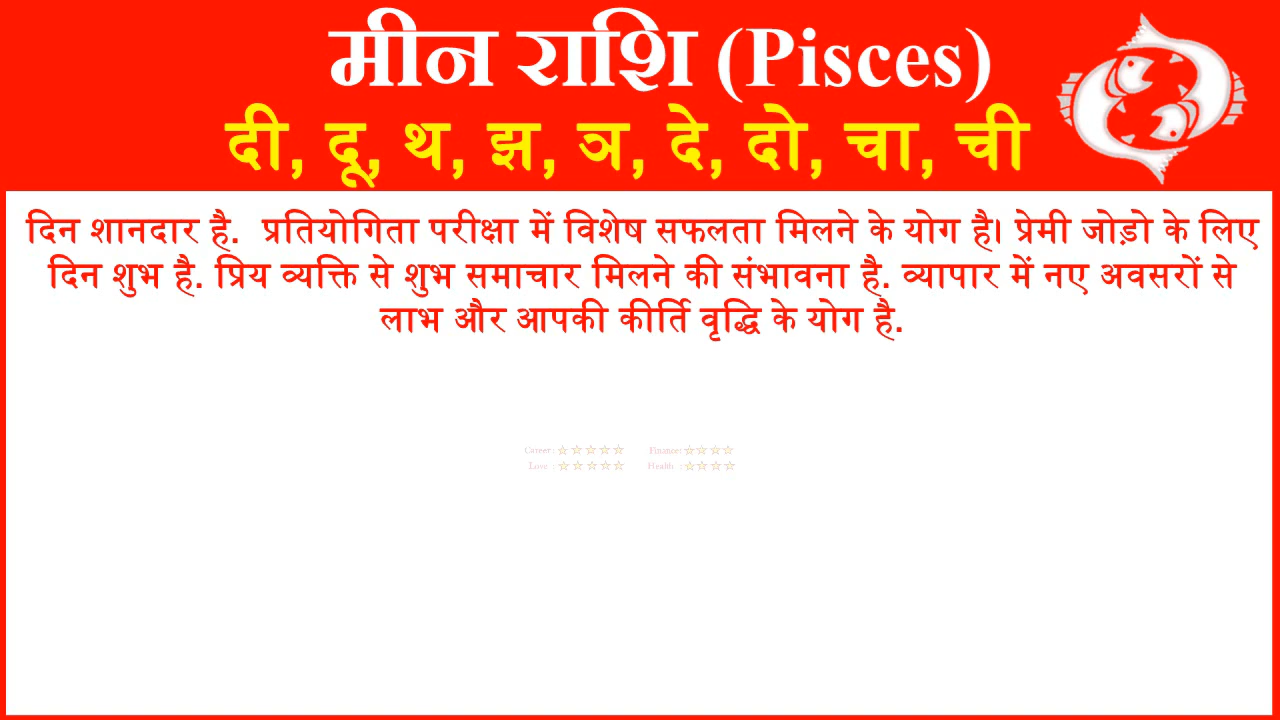 मीन राशि (Pisces)
दी, दू, थ, झ, ञ, दे, दो, चा, ची
दिन शानदार है. प्रतियोगिता परीक्षा में विशेष सफलता मिलने के योग है। प्रेमी जोड़ो के लिए
दिन शुभ है. प्रिय व्यक्ति से शुभ समाचार मिलने की संभावना है. व्यापार में नए अवसरों से
लाभ और आपकी कीर्ति वृद्धि के योग है.
Career : ☆ ☆ ☆ ☆ ☆ Finance: ☆ ☆ ☆ ☆
Love : ☆ ☆ ☆ ☆ ☆ Health : ☆ ☆ ☆ ☆